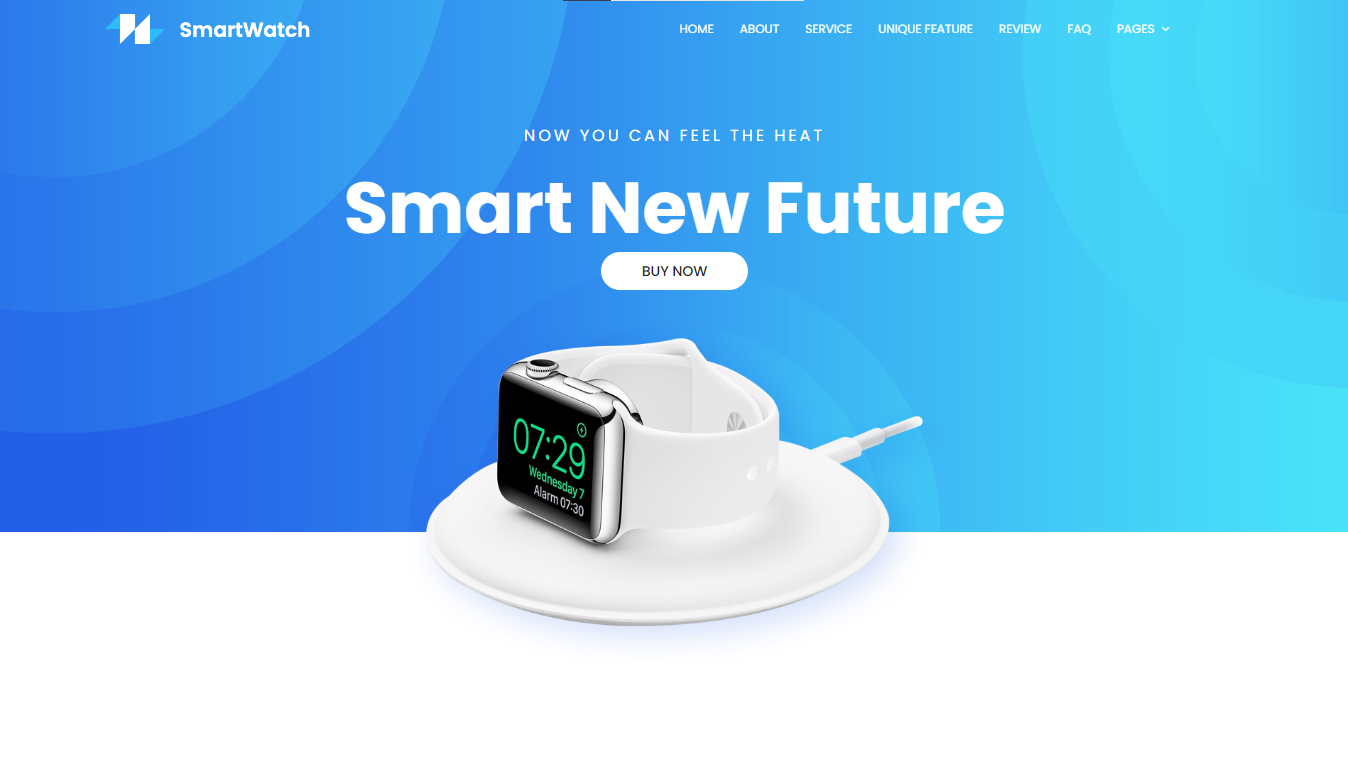 SmartWatch
HOME ABOUT SERVICE UNIQUE FEATURE REVIEW FAQ PAGES
NOW YOU CAN FEEL THE HEAT
Smart New Future
BUY NOW
07:29
Wednesday 7
Alarm 07:30